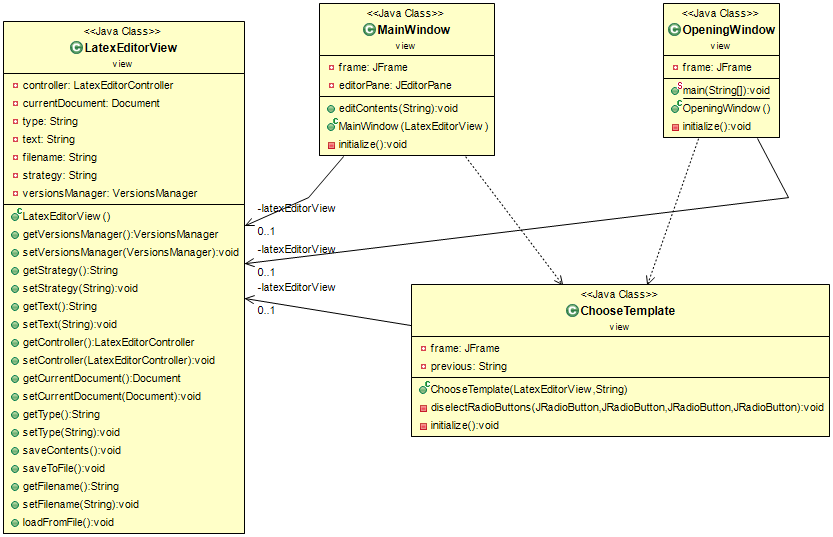 <<Java Class>>
LatexEditorView
view
controller: LatexEditorController
currentDocument: Document
type: String
text: String
filename: String
strategy: String
versionsManager: VersionsManager
LatexEditorView()
getVersionsManager():VersionsManager
setVersionsManager(VersionsManager):void
getStrategy():String
setStrategy(String):void
getText():String
setText(String):void
getController():LatexEditorController
setController(LatexEditorController):void
getCurrentDocument():Document
setCurrentDocument(Document):void
getType():String
setType(String):void
saveContents():void
saveToFile():void
getFilename():String
setFilename(String):void
loadFromFile():void
<<Java Class>>
MainWindow
view
frame: JFrame
editorPane: JEditorPane
editContents(String):void
MainWindow(LatexEditorView)
initialize():void
<<Java Class>>
OpeningWindow
view
frame: JFrame
main(String[]):void
OpeningWindow()
initialize():void
-latexEditorView
0..1
-latexEditorView
0..1
-latexEditorView
0..1
<<Java Class>>
ChooseTemplate
view
frame: JFrame
previous: String
ChooseTemplate(LatexEditorView,String)
diselectRadioButtons(JRadioButton,JRadioButton,JRadioButton,JRadioButton):void
initialize():void